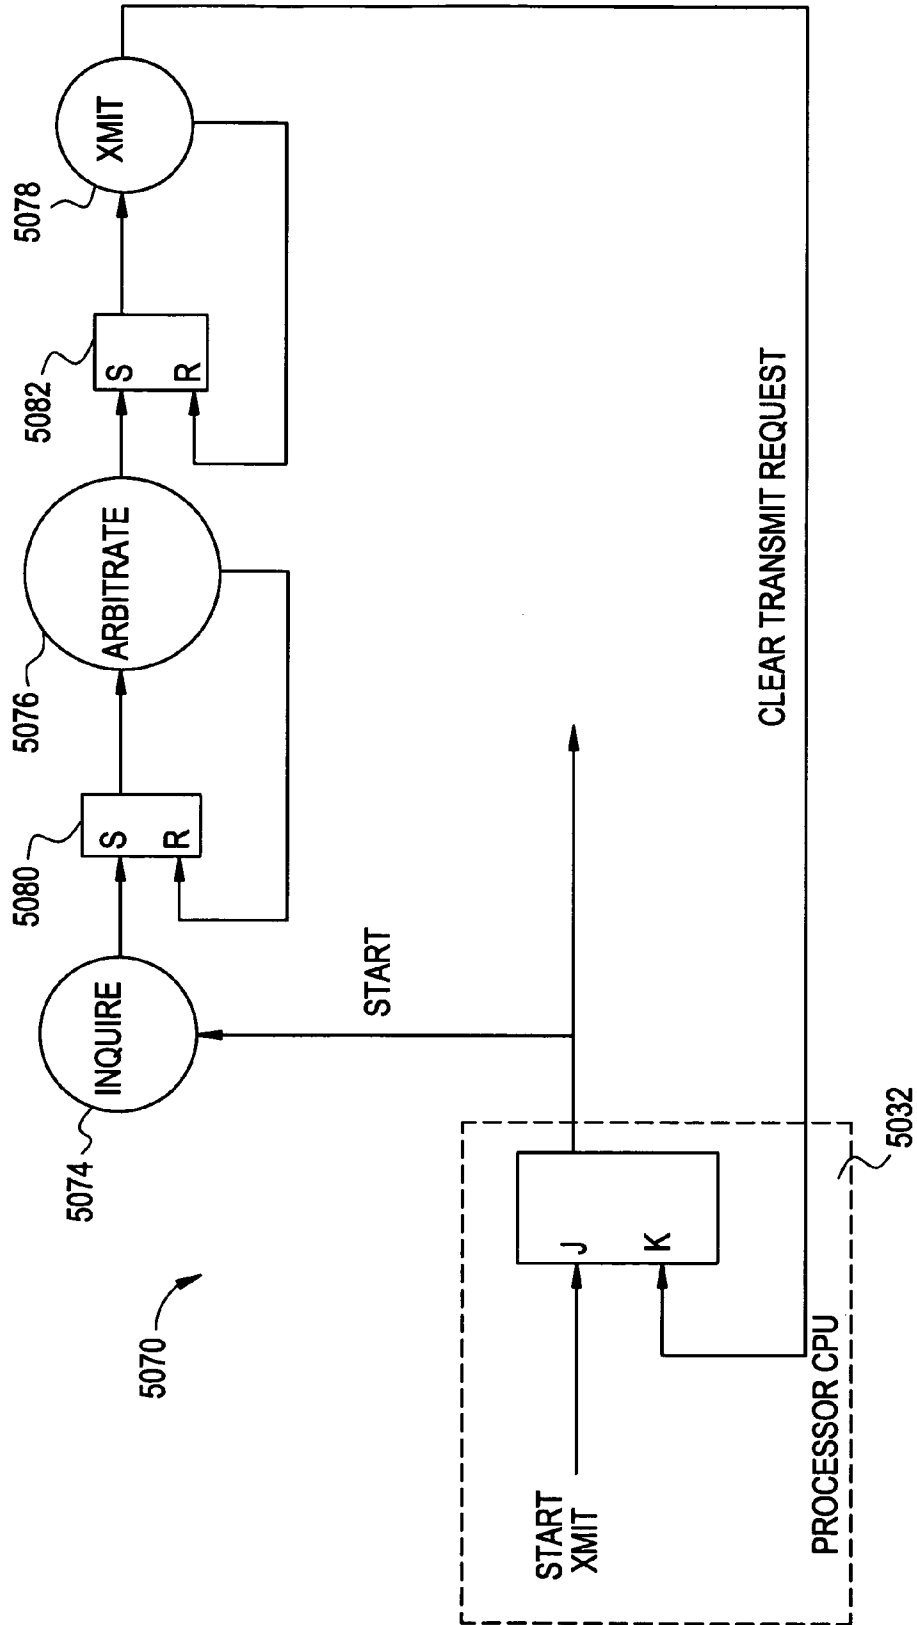 5070
5074
INQUIRE
5080
S
R
5076
ARBITRATE
5082
S
R
5078
XMIT
START
START
XMIT
J
K
PROCESSOR CPU
5032
CLEAR TRANSMIT REQUEST